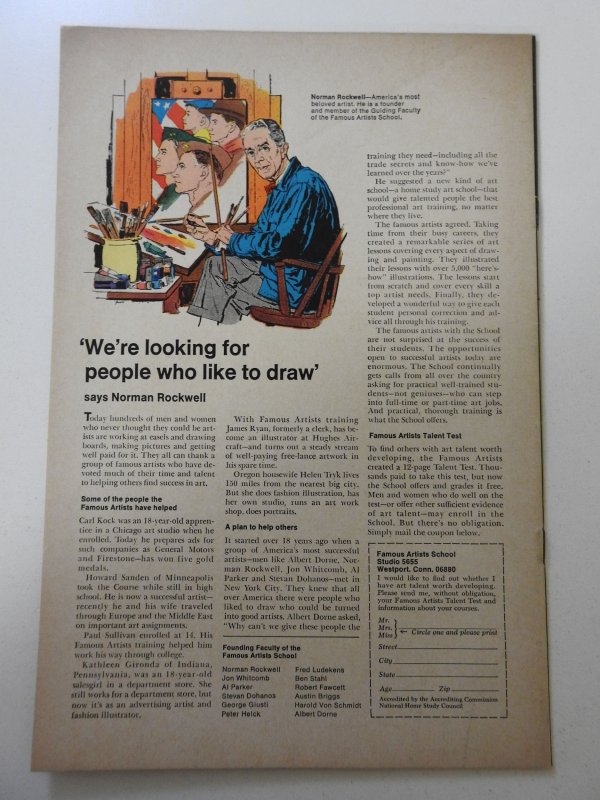 Norman Rockwell—America's most
beloved artist. He is a founder
and member of the Guiding Faculty
of the Famous Artists School.
'We're looking for
people who like to draw'
says Norman Rockwell
Today hundreds of men and women
who never thought they could be art-
ists are working at easels and drawing
boards, making pictures and getting
well paid for it. They all can thank a
group of famous artists who have de-
voted much of their time and talent
to helping others find success in art.
Some of the people the
Famous Artists have helped
Carl Kock was an 18-year-old appren-
tice in a Chicago art studio when he
enrolled. Today he prepares ads for
such companies as General Motors
and Firestone—has won five gold
medals.
Howard Sanden of Minneapolis
took the Course while still in high
school. He is now a successful artist—
recently he and his wife traveled
through Europe and the Middle East
on important art assignments.
Paul Sullivan enrolled at 14. His
Famous Artists training helped him
work his way through college.
Kathleen Gironda of Indiana,
Pennsylvania, was an 18-year-old
salesgirl in a department store. She
still works for a department store, but
now it's as an advertising artist and
fashion illustrator.
With Famous Artists training
James Ryan, formerly a clerk, has be-
come an illustrator at Hughes Air-
craft—and turns out a steady stream
of well-paying free-lance artwork in
his spare time.
Oregon housewife Helen Tryk lives
150 miles from the nearest big city.
But she does fashion illustration, has
her own studio, runs an art work
shop, does portraits.
A plan to help others
It started over 18 years ago when a
group of America's most successful
artists—men like Albert Dorne, Nor-
man Rockwell, Jon Whitcomb, Al
Parker and Stevan Dohanos—met in
New York City. They knew that all
over America there were people who
liked to draw who could be turned
into good artists. Albert Dorne asked,
"Why can't we give these people the
Founding Faculty of the
Famous Artists School
Norman Rockwell
Jon Whitcomb
Al Parker
Stevan Dohanos
George Giusti
Peter Helck
Fred Ludekens
Ben Stahl
Robert Fawcett
Austin Briggs
Harold Von Schmidt
Albert Dorne
training they need—including all the
trade secrets and know-how we've
learned over the years?"
He suggested a new kind of art
school—a home study art school—that
would give talented people the best
professional art training, no matter
where they live.
The famous artists agreed. Taking
time from their busy careers, they
created a remarkable series of art
lessons covering every aspect of draw-
ing and painting. They illustrated
their lessons with over 5,000 "here's-
how" illustrations. The lessons start
from scratch and cover every skill a
top artist needs. Finally, they de-
veloped a wonderful way to give each
student personal correction and ad-
vice all through his training.
The famous artists with the School
are not surprised at the success of
their students. The opportunities
open to successful artists today are
enormous. The School continually
gets calls from all over the country
asking for practical well-trained stu-
dents—not geniuses—who can step
into full-time or part-time art jobs.
And practical, thorough training is
what the School offers.
Famous Artists Talent Test
To find others with art talent worth
developing, the Famous Artists
created a 12-page Talent Test. Thou-
sands paid to take this test, but now
the School offers and grades it free.
Men and women who do well on the
test—or offer other sufficient evidence
of art talent—may enroll in the
School. But there's no obligation.
Simply mail the coupon below.
Famous Artists School
Studio 5655
Westport, Conn. 06880
I would like to find out whether I
have art talent worth developing.
Please send me, without obligation,
your Famous Artists Talent Test and
information about your courses.
Mr.
Mrs.
Miss
← Circle one and please print
Street
City
State
Age Zip
Accredited by the Accrediting Commission
National Home Study Council